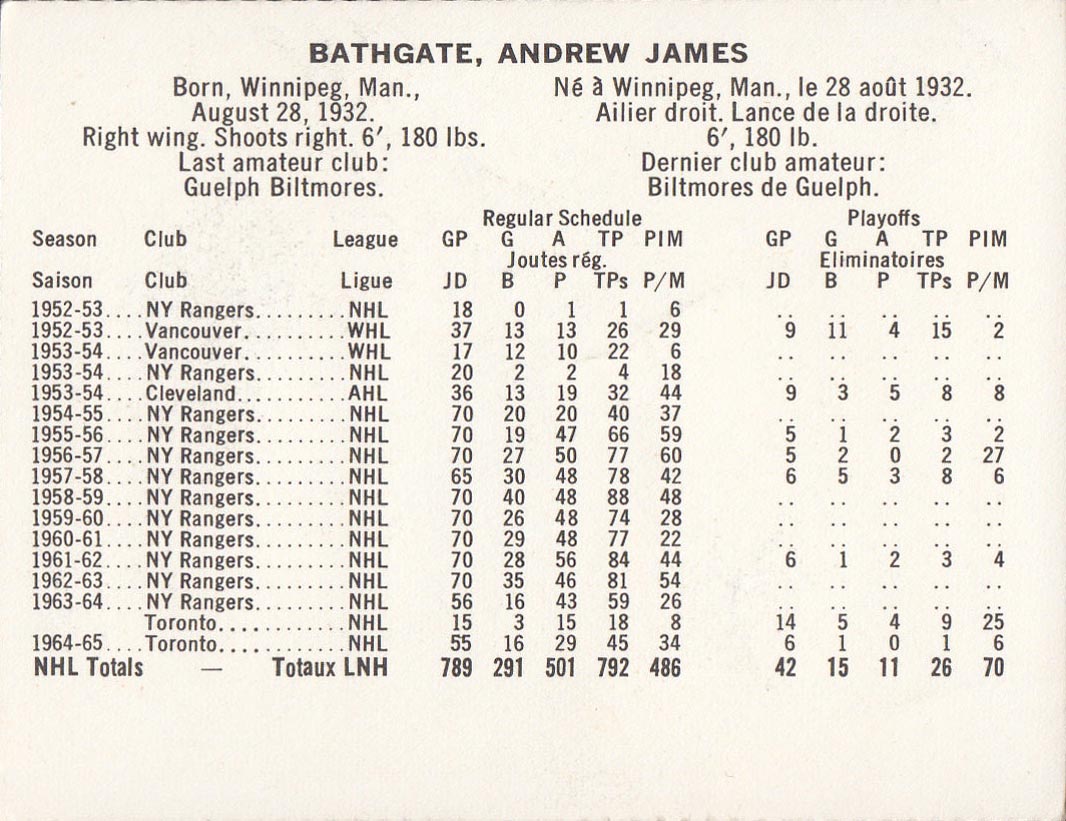 BATHGATE, ANDREW JAMES
Born, Winnipeg, Man.,
August 28, 1932.
Right wing. Shoots right. 6′, 180 lbs.
Last amateur club:
Guelph Biltmores.
Né à Winnipeg, Man., le 28 août 1932.
Ailier droit. Lance de la droite.
6′, 180 lb.
Dernier club amateur:
Biltmores de Guelph.
Regular Schedule Playoffs
Season Club League GP G A TP PIM GP G A TP PIM
Joutes rég. Eliminatoires
Saison Club Ligue JD B P TPs P/M JD B P TPs P/M
1952-53....NY Rangers.........NHL 18 0 1 1 6 .. .. .. .. ..
1952-53....Vancouver..........WHL 37 13 13 26 29 9 11 4 15 2
1953-54....Vancouver..........WHL 17 12 10 22 6 .. .. .. .. ..
1953-54....NY Rangers.........NHL 20 2 2 4 18 .. .. .. .. ..
1953-54....Cleveland...........AHL 36 13 19 32 44 9 3 5 8 8
1954-55....NY Rangers.........NHL 70 20 20 40 37 .. .. .. .. ..
1955-56....NY Rangers.........NHL 70 19 47 66 59 5 1 2 3 2
1956-57....NY Rangers.........NHL 70 27 50 77 60 5 2 0 2 27
1957-58....NY Rangers.........NHL 65 30 48 78 42 6 5 3 8 6
1958-59....NY Rangers.........NHL 70 40 48 88 48 .. .. .. .. ..
1959-60....NY Rangers.........NHL 70 26 48 74 28 .. .. .. .. ..
1960-61....NY Rangers.........NHL 70 29 48 77 22 .. .. .. .. ..
1961-62....NY Rangers.........NHL 70 28 56 84 44 6 1 2 3 4
1962-63....NY Rangers.........NHL 70 35 46 81 54 .. .. .. .. ..
1963-64....NY Rangers.........NHL 56 16 43 59 26 .. .. .. .. ..
Toronto............NHL 15 3 15 18 8 14 5 4 9 25
1964-65....Toronto............NHL 55 16 29 45 34 6 1 0 1 6
NHL Totals — Totaux LNH 789 291 501 792 486 42 15 11 26 70